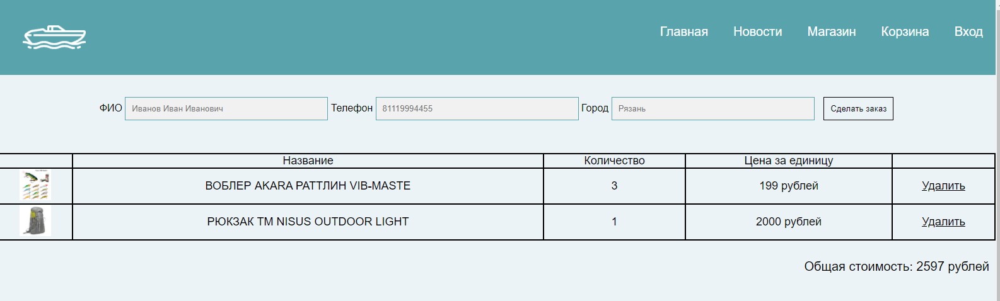 Главная Новости Магазин Корзина Вход
ФИО Иванов Иван Иванович Телефон 81119994455 Город Рязань Сделать заказ
Название Количество Цена за единицу
ВОБЛЕР AKARA РАТТЛИН VIB-MASTE 3 199 рублей Удалить
РЮКЗАК ТМ NISUS OUTDOOR LIGHT 1 2000 рублей Удалить
Общая стоимость: 2597 рублей